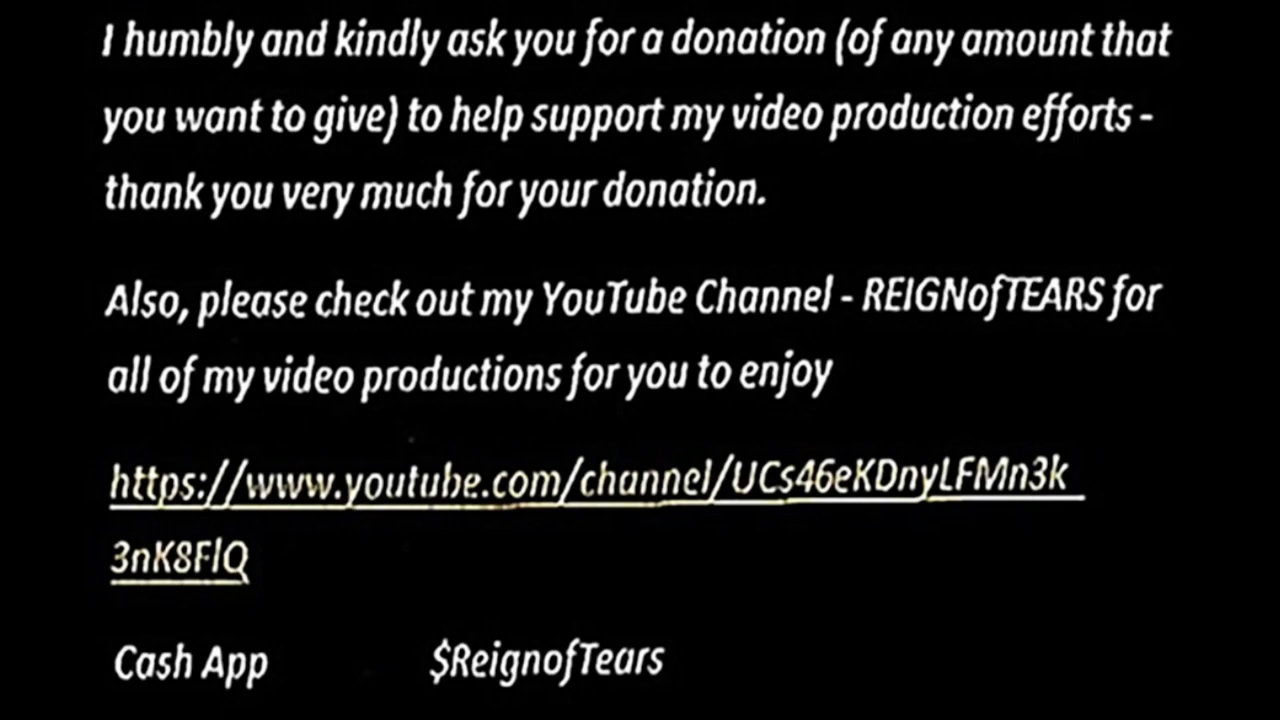 I humbly and kindly ask you for a donation (of any amount that
you want to give) to help support my video production efforts -
thank you very much for your donation.
Also, please check out my YouTube Channel - REIGNofTEARS for
all of my video productions for you to enjoy
https://www.youtube.com/channel/UCs46eKDnyLFMn3k_
3nK8FlQ
Cash App $ReignofTears